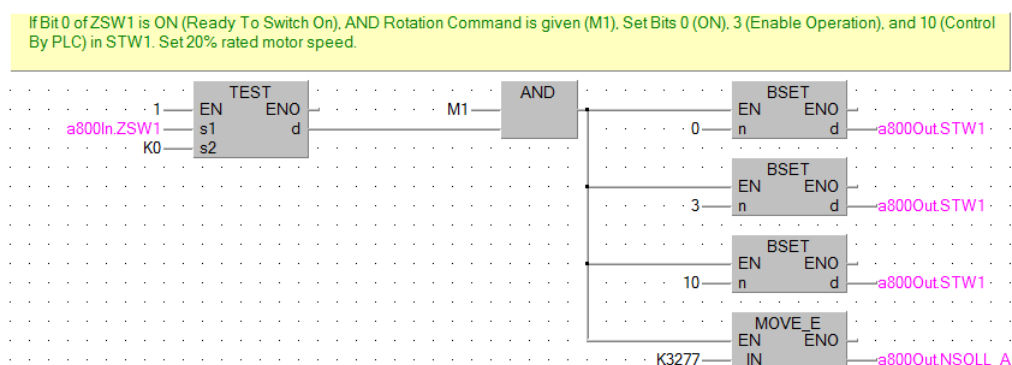 If Bit 0 of ZSW1 is ON (Ready To Switch On), AND Rotation Command is given (M1), Set Bits 0 (ON), 3 (Enable Operation), and 10 (Control
By PLC) in STW1. Set 20% rated motor speed.
TEST AND BSET
1 EN ENO M1 EN ENO
a800In.ZSW1 s1 d 0 n d a800Out.STW1
K0 s2
BSET
EN ENO
3 n d a800Out.STW1
BSET
EN ENO
10 n d a800Out.STW1
MOVE_E
EN ENO
K3277 IN a800Out.NSOLL_A